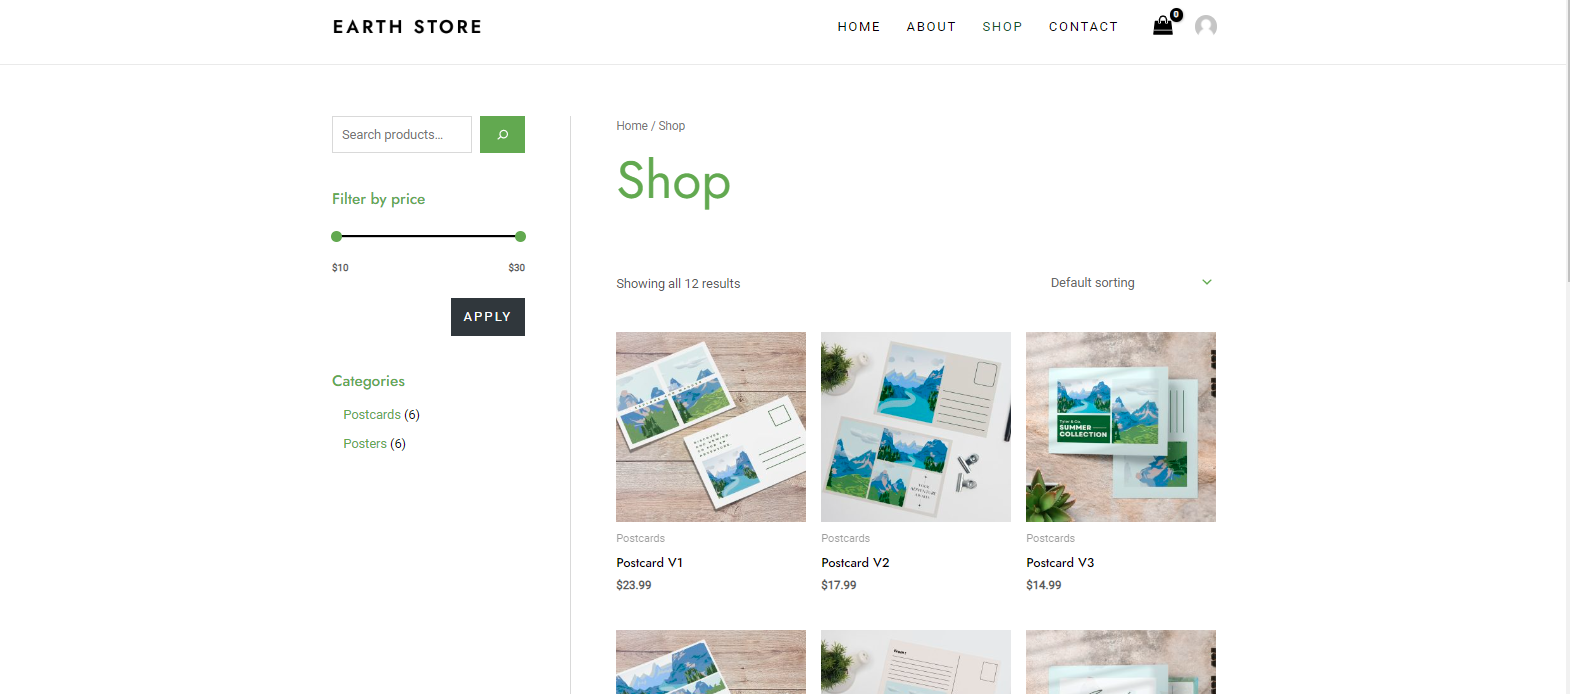 EARTH STORE
HOME ABOUT SHOP CONTACT 0
Search products…
Filter by price
$10 $30
APPLY
Categories
Postcards (6)
Posters (6)
Home / Shop
Shop
Showing all 12 results
Default sorting
SUMMER
COLLECTION
Postcards
Postcard V1
$23.99
Postcards
Postcard V2
$17.99
Postcards
Postcard V3
$14.99